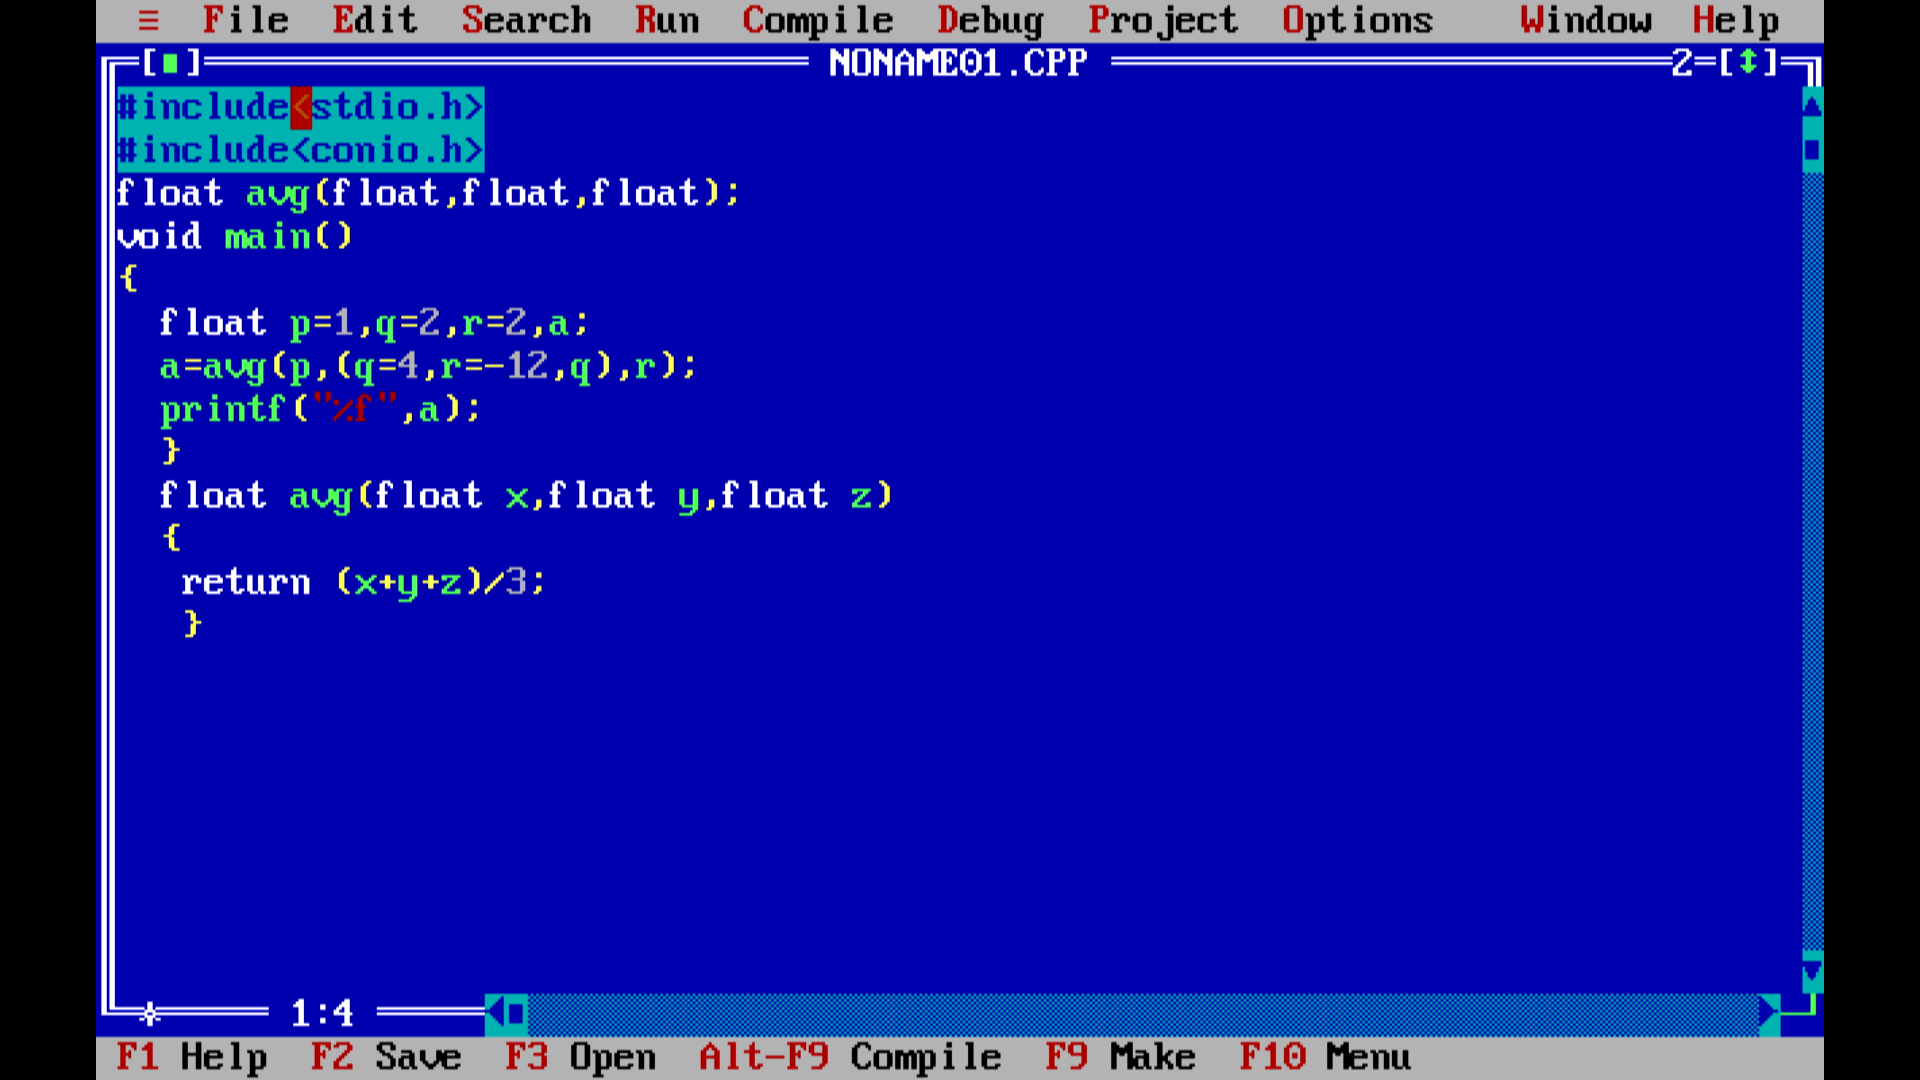 ≡ File Edit Search Run Compile Debug Project Options Window Help
[■] NONAME01.CPP 2=[↕]
#include<stdio.h>
#include<conio.h>
float avg(float,float,float);
void main()
{
float p=1,q=2,r=2,a;
a=avg(p,(q=4,r=-12,q),r);
printf("%f",a);
}
float avg(float x,float y,float z)
{
return (x+y+z)/3;
}
1:4
F1 Help F2 Save F3 Open Alt-F9 Compile F9 Make F10 Menu